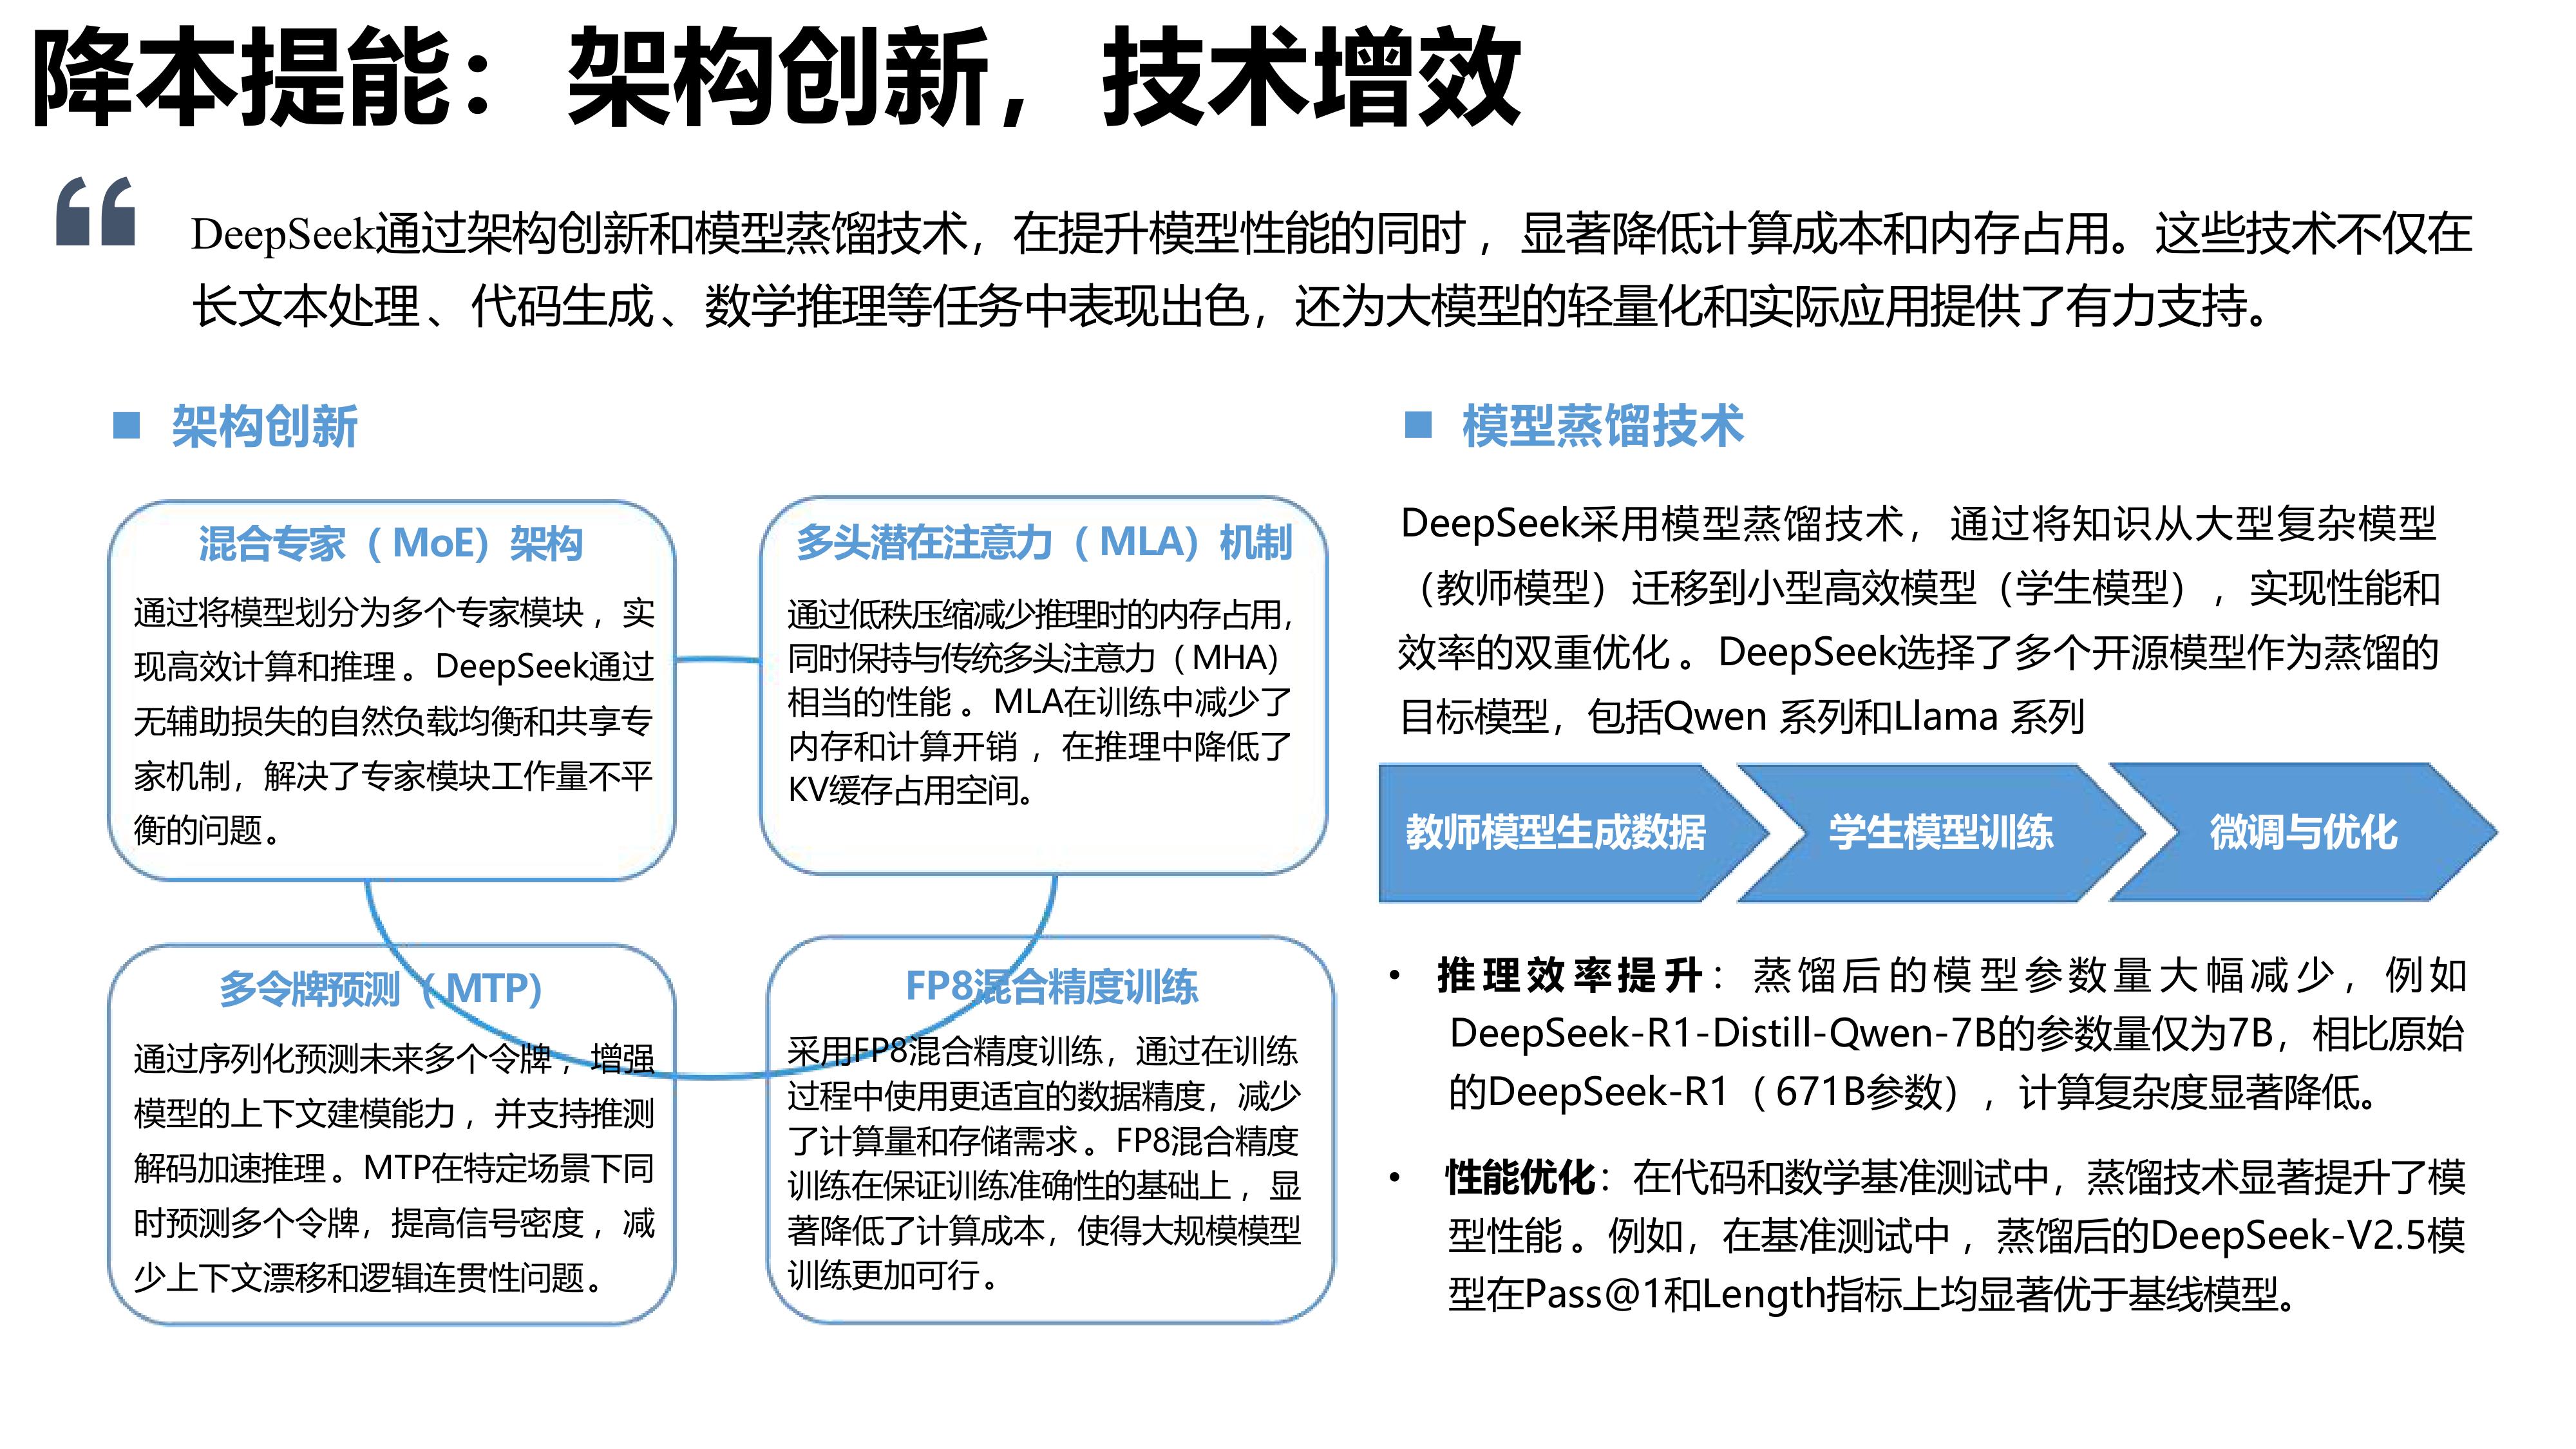 降本提能：架构创新，技术增效
DeepSeek通过架构创新和模型蒸馏技术，在提升模型性能的同时，显著降低计算成本和内存占用。这些技术不仅在
长文本处理、代码生成、数学推理等任务中表现出色，还为大模型的轻量化和实际应用提供了有力支持。
架构创新
混合专家（MoE）架构
通过将模型划分为多个专家模块，实
现高效计算和推理。DeepSeek通过
无辅助损失的自然负载均衡和共享专
家机制，解决了专家模块工作量不平
衡的问题。
多头潜在注意力（MLA）机制
通过低秩压缩减少推理时的内存占用，
同时保持与传统多头注意力（MHA）
相当的性能。MLA在训练中减少了
内存和计算开销，在推理中降低了
KV缓存占用空间。
多令牌预测（MTP）
通过序列化预测未来多个令牌，增强
模型的上下文建模能力，并支持推测
解码加速推理。MTP在特定场景下同
时预测多个令牌，提高信号密度，减
少上下文漂移和逻辑连贯性问题。
FP8混合精度训练
采用FP8混合精度训练，通过在训练
过程中使用更适宜的数据精度，减少
了计算量和存储需求。FP8混合精度
训练在保证训练准确性的基础上，显
著降低了计算成本，使得大规模模型
训练更加可行。
模型蒸馏技术
DeepSeek采用模型蒸馏技术，通过将知识从大型复杂模型
（教师模型）迁移到小型高效模型（学生模型），实现性能和
效率的双重优化。DeepSeek选择了多个开源模型作为蒸馏的
目标模型，包括Qwen 系列和Llama 系列
教师模型生成数据
学生模型训练
微调与优化
• 推理效率提升：蒸馏后的模型参数量大幅减少，例如
DeepSeek-R1-Distill-Qwen-7B的参数量仅为7B，相比原始
的DeepSeek-R1（671B参数），计算复杂度显著降低。
• 性能优化：在代码和数学基准测试中，蒸馏技术显著提升了模
型性能。例如，在基准测试中，蒸馏后的DeepSeek-V2.5模
型在Pass@1和Length指标上均显著优于基线模型。